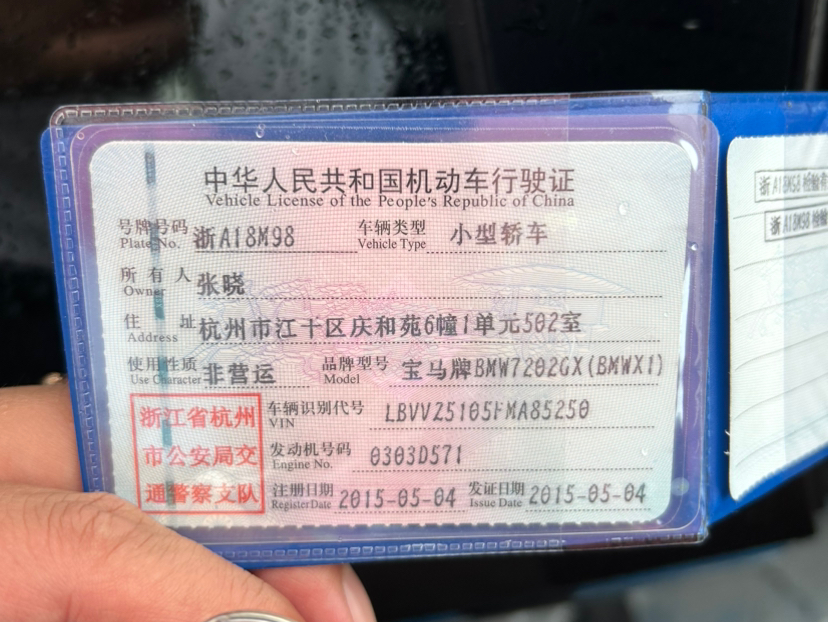 中华人民共和国机动车行驶证
Vehicle License of the People's Republic of China
号牌号码 浙A18M98 车辆类型 小型轿车
Plate No. Vehicle Type
所有人 张晓
Owner
住址 杭州市江干区庆和苑6幢1单元502室
Address
使用性质 非营运 品牌型号 宝马牌BMW7202GX(BMWX1)
Use Character Model
浙江省杭州
市公安局交
通警察支队
车辆识别代号 LBVVZ5105FMA85250
VIN
发动机号码 0303D571
Engine No.
注册日期 2015-05-04 发证日期 2015-05-04
Register Date Issue Date
浙A18M98 检验有
浙A18M98 检验